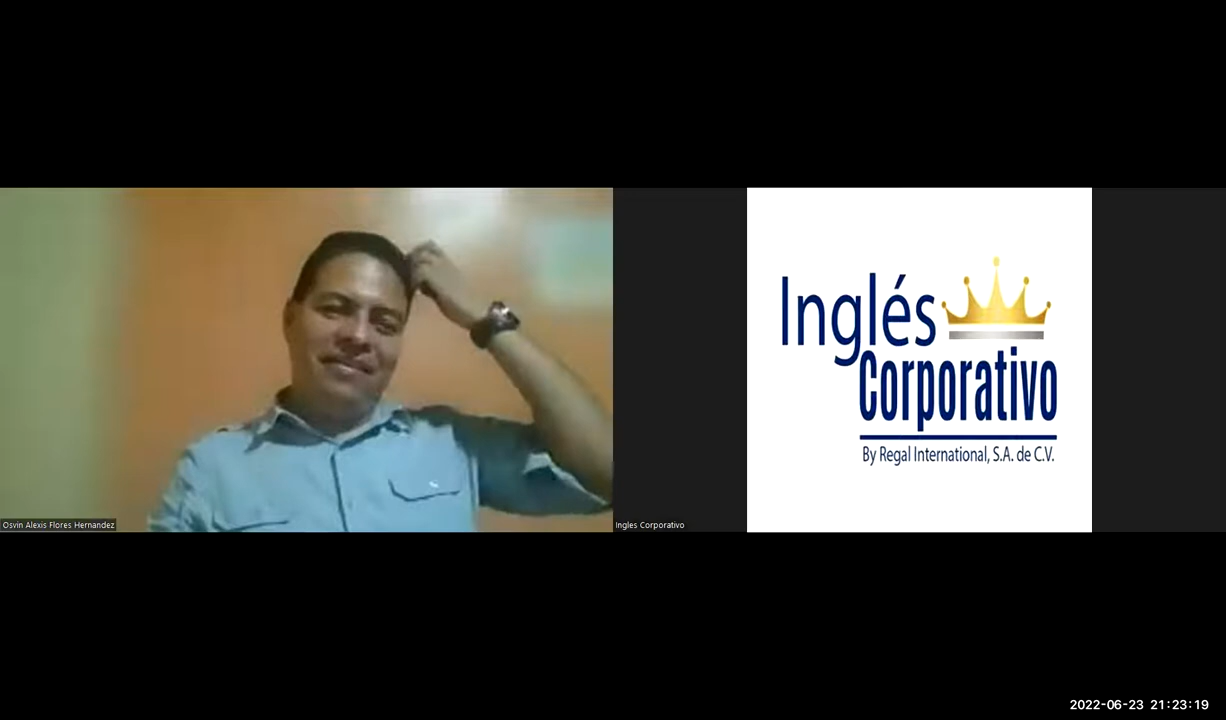 Inglés
Corporativo
By Regal International, S.A. de C.V.
Osvin Alexis Flores Hernandez
Ingles Corporativo
2022-06-23 21:23:19